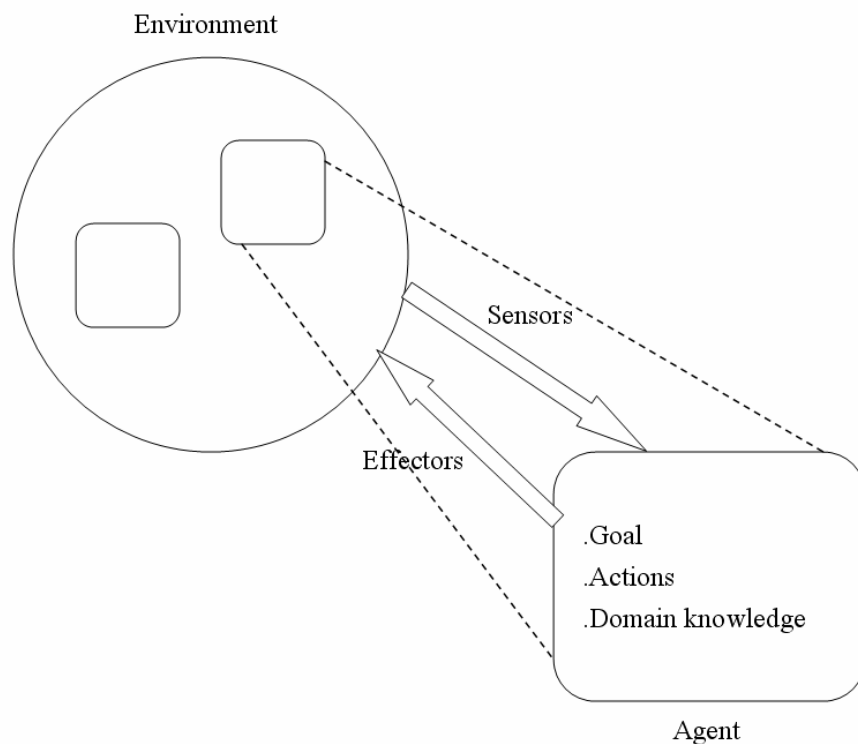 Environment
Sensors
Effectors
.Goal
.Actions
.Domain knowledge
Agent